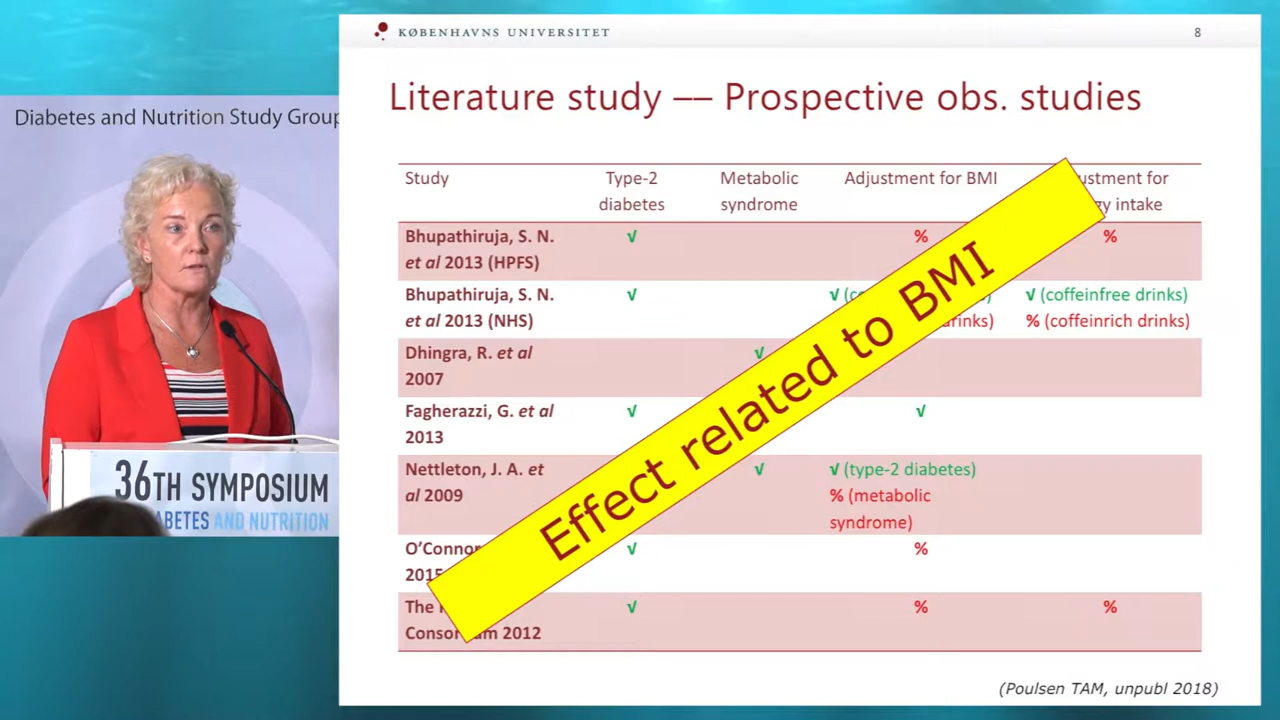 Diabetes and Nutrition Study Group
36TH SYMPOSIUM
DIABETES AND NUTRITION
KØBENHAVNS UNIVERSITET
8
Literature study –– Prospective obs. studies
Study Type-2 diabetes Metabolic syndrome Adjustment for BMI Adjustment for intake
Bhupathiruja, S. N. et al 2013 (HPFS) √ % %
Bhupathiruja, S. N. et al 2013 (NHS) √ √ drinks) √ (coffeinfree drinks) % (coffeinrich drinks)
Dhingra, R. et al 2007 √
Fagherazzi, G. et al 2013 √ √
Nettleton, J. A. et al 2009 √ √ (type-2 diabetes) % (metabolic syndrome)
O'Connor 2015 √ %
The Consortium 2012 √ % %
Effect related to BMI
(Poulsen TAM, unpubl 2018)